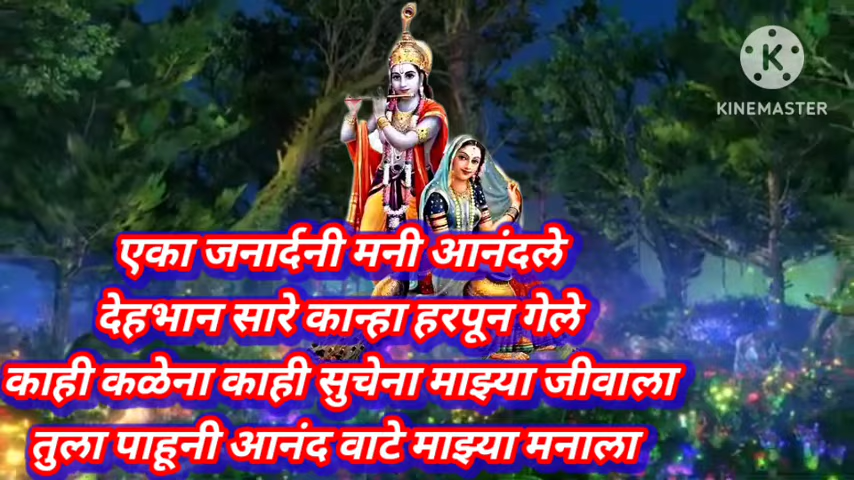 KINEMASTER
एका जनार्दनी मनी आनंदले
देहभान सारे कान्हा हरपून गेले
काही कळेना काही सुचेना माझ्या जीवाला
तुला पाहूनी आनंद वाटे माझ्या मनाला